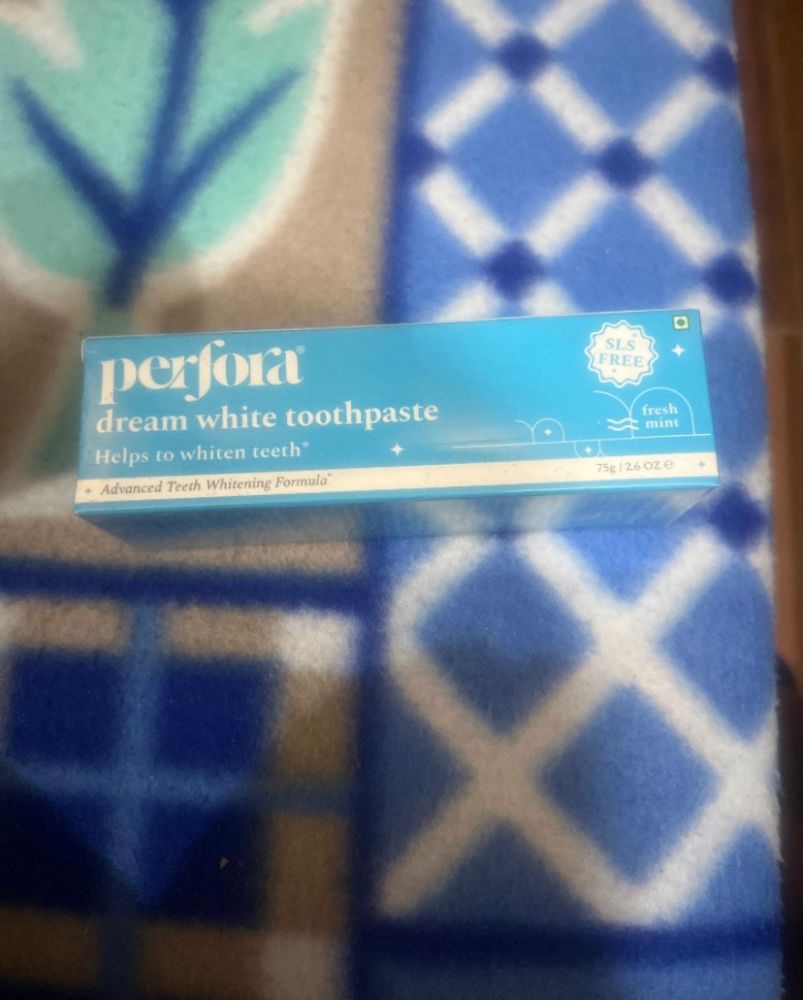 perfora®
dream white toothpaste
Helps to whiten teeth*
Advanced Teeth Whitening Formula*
SLS
FREE
fresh
mint
75g | 2.6 OZ ℮